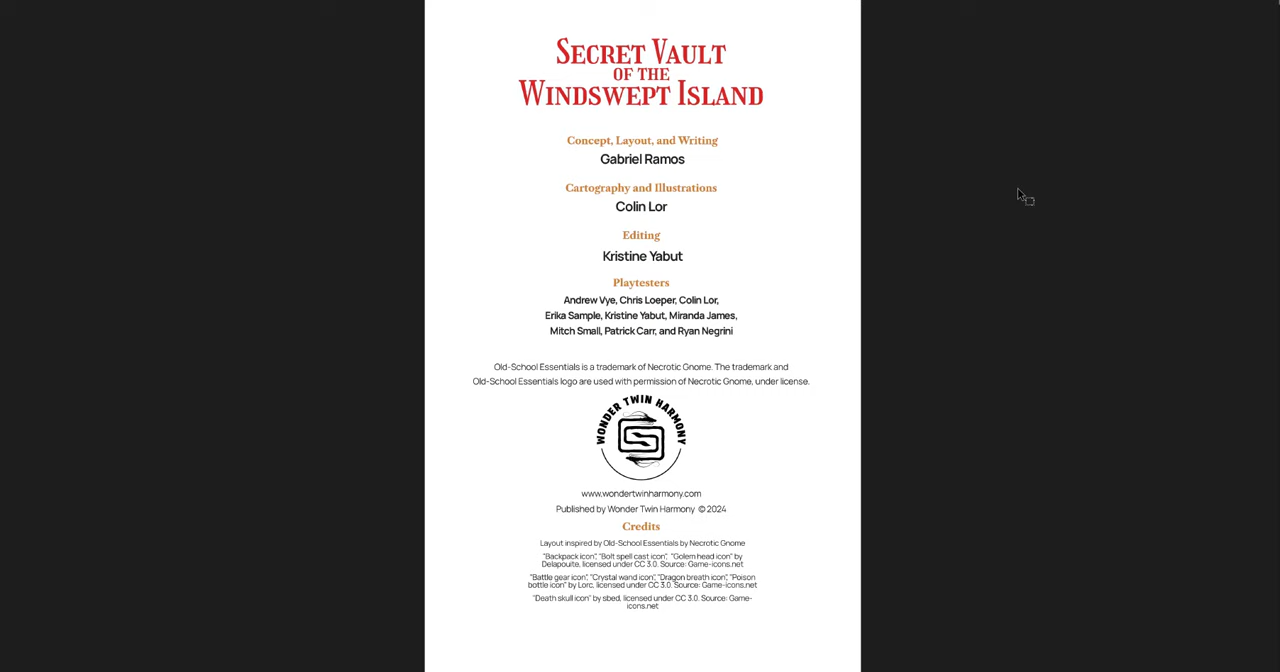 Secret Vault
of the
Windswept Island
Concept, Layout, and Writing
Gabriel Ramos
Cartography and Illustrations
Colin Lor
Editing
Kristine Yabut
Playtesters
Andrew Vye, Chris Loeper, Colin Lor,
Erika Sample, Kristine Yabut, Miranda James,
Mitch Small, Patrick Carr, and Ryan Negrini
Old-School Essentials is a trademark of Necrotic Gnome. The trademark and
Old-School Essentials logo are used with permission of Necrotic Gnome, under license.
WONDER TWIN HARMONY
www.wondertwinharmony.com
Published by Wonder Twin Harmony © 2024
Credits
Layout inspired by Old-School Essentials by Necrotic Gnome
"Backpack icon", "Bolt spell cast icon", "Golem head icon" by
Delapouite, licensed under CC 3.0. Source: Game-icons.net
"Battle gear icon", "Crystal wand icon", "Dragon breath icon", "Poison
bottle icon" by Lorc, licensed under CC 3.0. Source: Game-icons.net
"Death skull icon" by sbed, licensed under CC 3.0. Source: Game-
icons.net